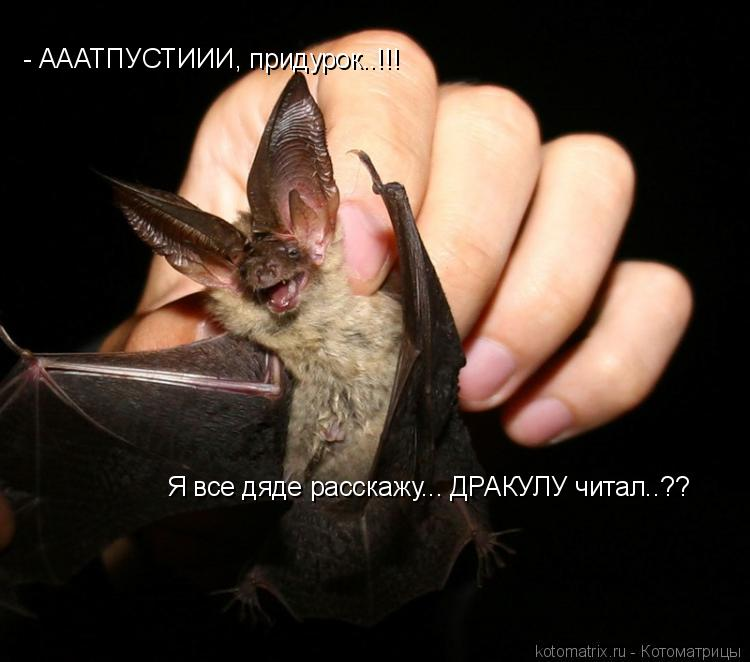 - АААТПУСТИИИ, придурок..!!!
Я все дяде расскажу... ДРАКУЛУ читал..??
kotomatrix.ru - Котоматрицы